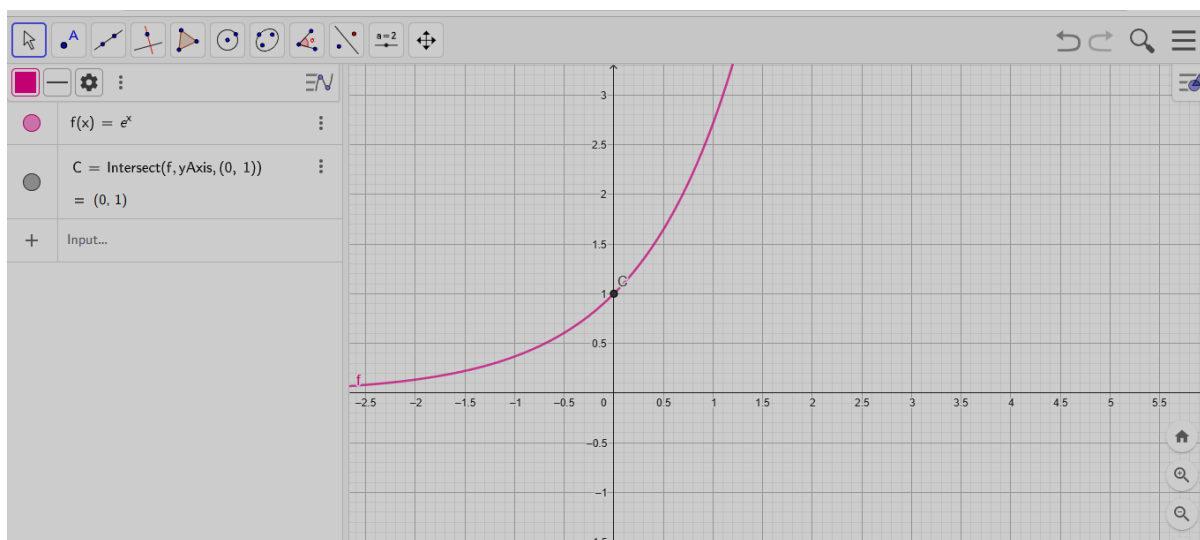 A
a=2
f(x) = eˣ
C = Intersect(f, yAxis, (0, 1))
= (0, 1)
+ Input...
3
2.5
2
1.5
C
1
0.5
f
−2.5 −2 −1.5 −1 −0.5 0 0.5 1 1.5 2 2.5 3 3.5 4 4.5 5 5.5
−0.5
−1